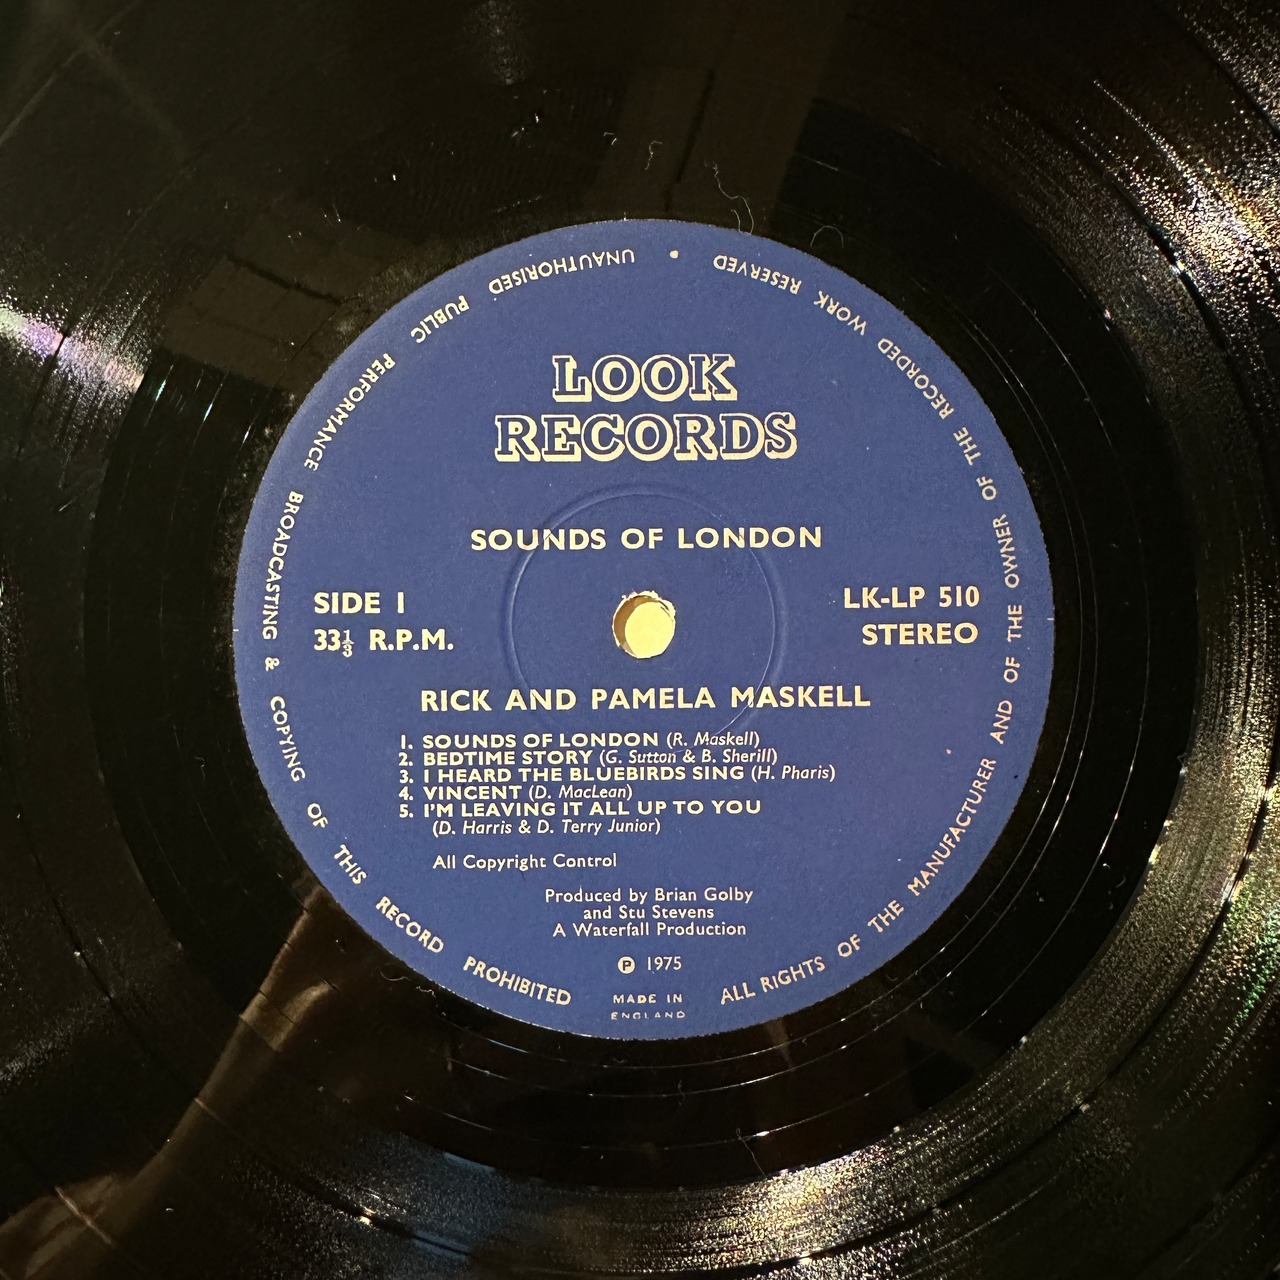 LOOK
RECORDS
SOUNDS OF LONDON
SIDE 1
33⅓ R.P.M.
LK-LP 510
STEREO
RICK AND PAMELA MASKELL
1. SOUNDS OF LONDON (R. Maskell)
2. BEDTIME STORY (G. Sutton & B. Sherill)
3. I HEARD THE BLUEBIRDS SING (H. Pharis)
4. VINCENT (D. MacLean)
5. I'M LEAVING IT ALL UP TO YOU
(D. Harris & D. Terry Junior)
All Copyright Control
Produced by Brian Golby
and Stu Stevens
A Waterfall Production
℗ 1975
MADE IN
ENGLAND
ALL RIGHTS OF THE MANUFACTURER AND OF THE OWNER OF THE RECORDED WORK RESERVED • UNAUTHORISED PUBLIC PERFORMANCE BROADCASTING & COPYING OF THIS RECORD PROHIBITED